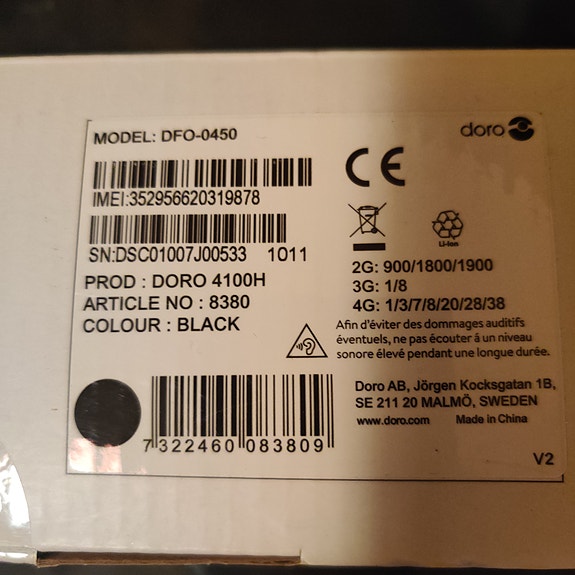 MODEL: DFO-0450
doro
IMEI:352956620319878
CE
SN:DSC01007J00533 1011
Li-Ion
PROD : DORO 4100H
ARTICLE NO : 8380
COLOUR : BLACK
2G: 900/1800/1900
3G: 1/8
4G: 1/3/7/8/20/28/38
Afin d'éviter des dommages auditifs
éventuels, ne pas écouter à un niveau
sonore élevé pendant une longue durée.
7 322460 083809
Doro AB, Jörgen Kocksgatan 1B,
SE 211 20 MALMÖ, SWEDEN
www.doro.com Made in China
V2